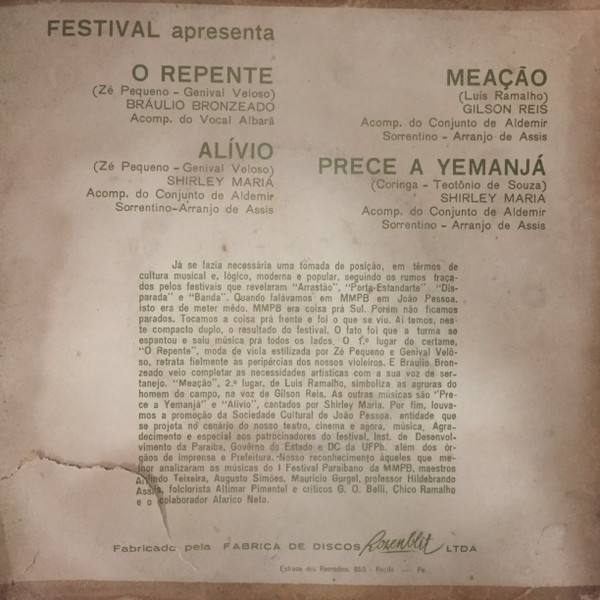 FESTIVAL apresenta
O REPENTE
(Zé Pequeno - Genival Veloso)
BRÁULIO BRONZEADO
Acomp. do Vocal Albarã
ALÍVIO
(Zé Pequeno - Genival Veloso)
SHIRLEY MARIA
Acomp. do Conjunto de Aldemir
Sorrentino-Arranjo de Assis
MEAÇÃO
(Luis Ramalho)
GILSON REIS
Acomp. do Conjunto de Aldemir
Sorrentino - Arranjo de Assis
PRECE A YEMANJÁ
(Coringa - Teotônio de Souza)
SHIRLEY MARIA
Acomp. do Conjunto de Aldemir
Sorrentino - Arranjo de Assis
Já se fazia necessária uma tômada de posição, em têrmos de
cultura musical e, lógico, moderna e popular, seguindo os rumos traça-
dos pelos festivais que revelaram "Arrastão", "Porta-Estandarte" "Dis-
parada" e "Banda". Quando falávamos em MMPB em João Pessoa,
isto era de meter mêdo. MMPB era coisa prá Sul. Porém não ficamos
parados. Tocamos a coisa prá frente e foi o que se viu. Aí temos, nes-
te compacto duplo, o resultado do festival. O fato foi que a turma se
espantou e saiu música prá todos os lados. O 1.º lugar do certame,
"O Repente", moda de viola estilizada por Zé Pequeno e Genival Velô-
so, retrata fielmente as peripércias dos nossos violeiros. E Bráulio Bron-
zeado veio completar as necessidades artísticas com a sua voz de ser-
tanejo. "Meação", 2.º lugar, de Luis Ramalho, simboliza as agruras do
homem do campo, na voz de Gilson Reis. As outras músicas são "Pre-
ce a Yemanjá" e "Alívio", cantados por Shirley Maria. Por fim, louva-
mos a promoção da Sociedade Cultural de João Pessoa, entidade que
se projeta no cenário do nosso teatro, cinema e agora, música. Agra-
decimento e especial aos patrocinadores do festival, Inst. de Desenvol-
vimento da Paraíba, Govêrno do Estado e DC da UFPb. além dos ór-
gãos de imprensa e Prefeitura. Nosso reconhecimento àqueles que me-
lhor analizaram as músicas do I Festival Paraibano da MMPB, maestros
Arlindo Teixeira, Augusto Simões, Maurício Gurgel, professor Hildebrando
Assis, folclorista Altimar Pimentel e críticos G. O. Belli, Chico Ramalho
e o colaborador Alarico Neto.
Fabricado pela FABRICA DE DISCOS Rozenblit LTDA
Estrada dos Remédios, 855 - Recife - Pe.